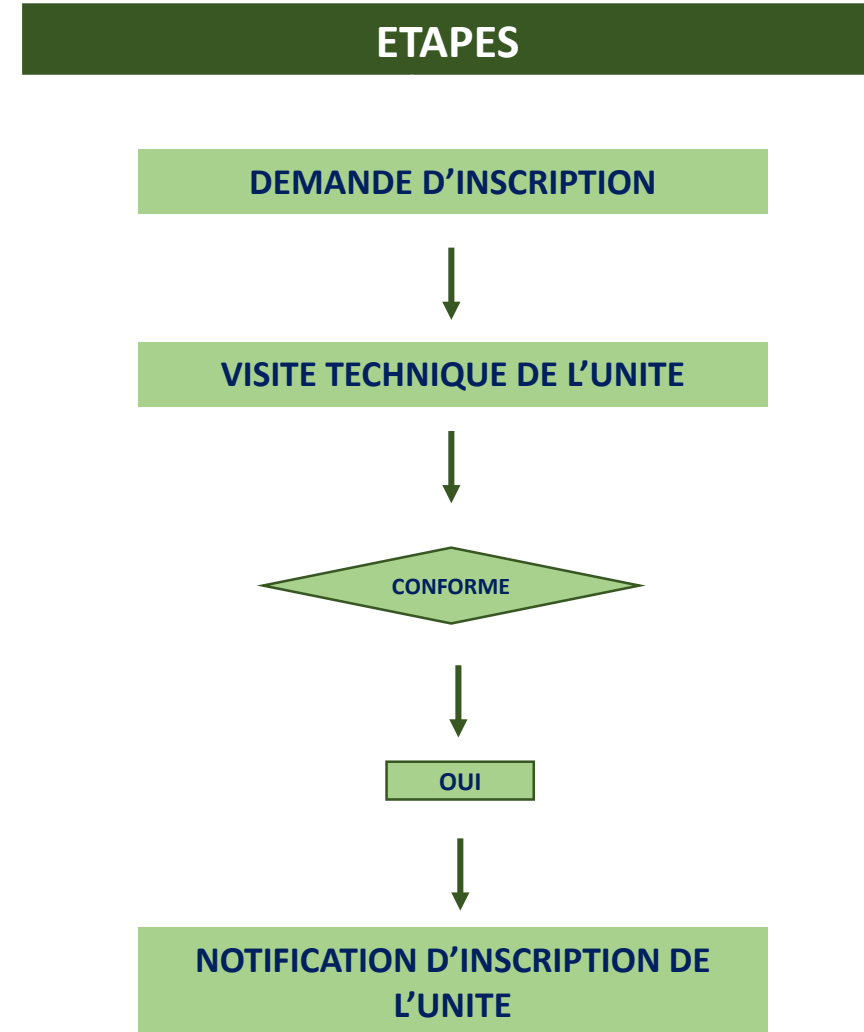 ETAPES
DEMANDE D’INSCRIPTION
VISITE TECHNIQUE DE L’UNITE
CONFORME
OUI
NOTIFICATION D’INSCRIPTION DE
L’UNITE